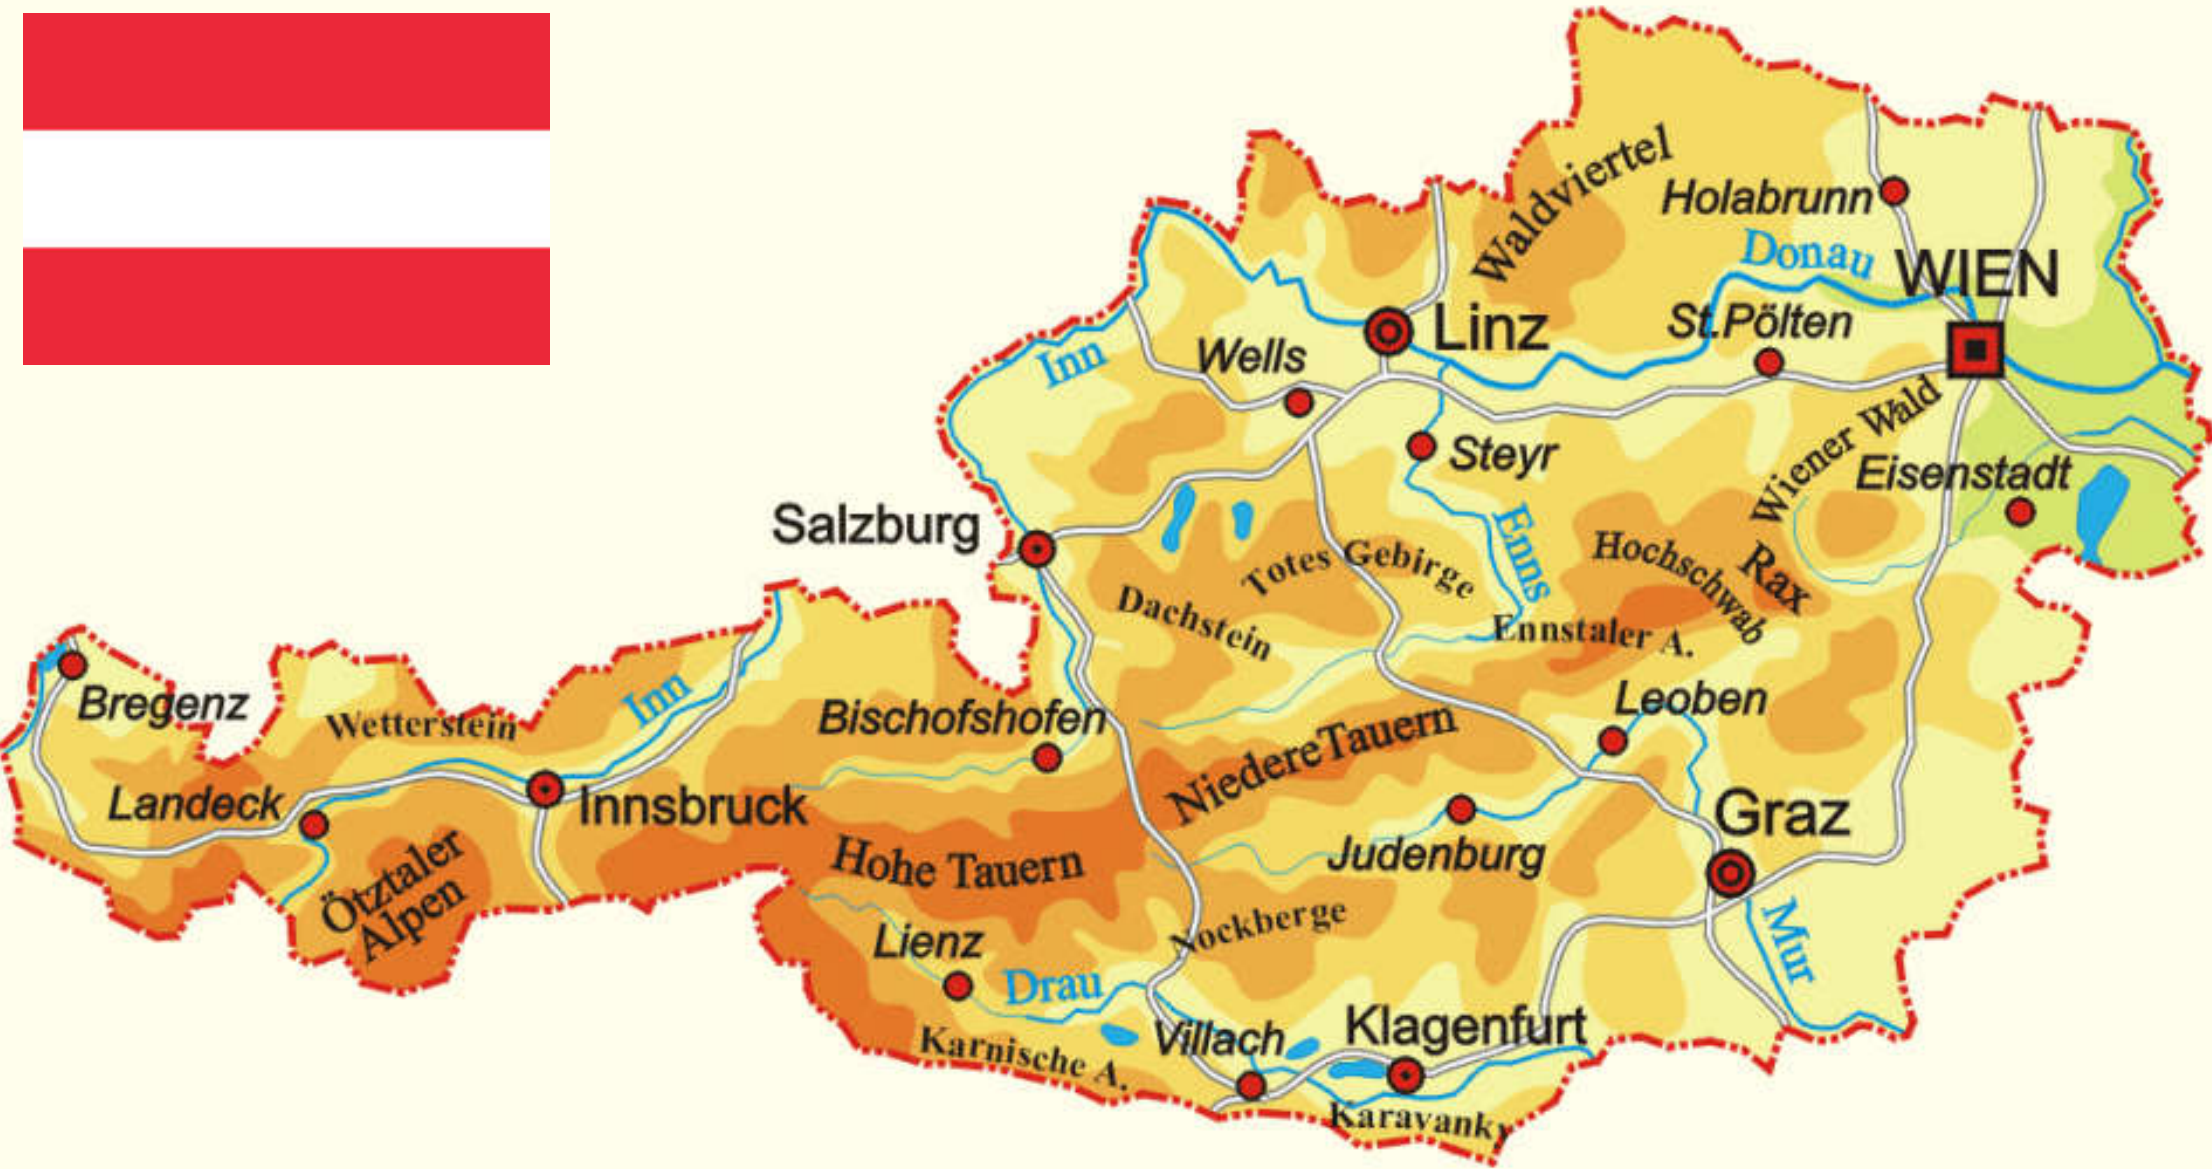 Waldviertel
Holabrunn
Donau
WIEN
St.Pölten
Linz
Wells
Inn
Wiener Wald
Steyr
Eisenstadt
Salzburg
Enns
Hochschwab
Rax
Totes Gebirge
Dachstein
Ennstaler A.
Bregenz
Wetterstein
Inn
Bischofshofen
Leoben
Niedere Tauern
Landeck
Innsbruck
Graz
Judenburg
Hohe Tauern
Ötztaler
Alpen
Nockberge
Lienz
Drau
Mur
Karnische A.
Villach
Klagenfurt
Karavanky